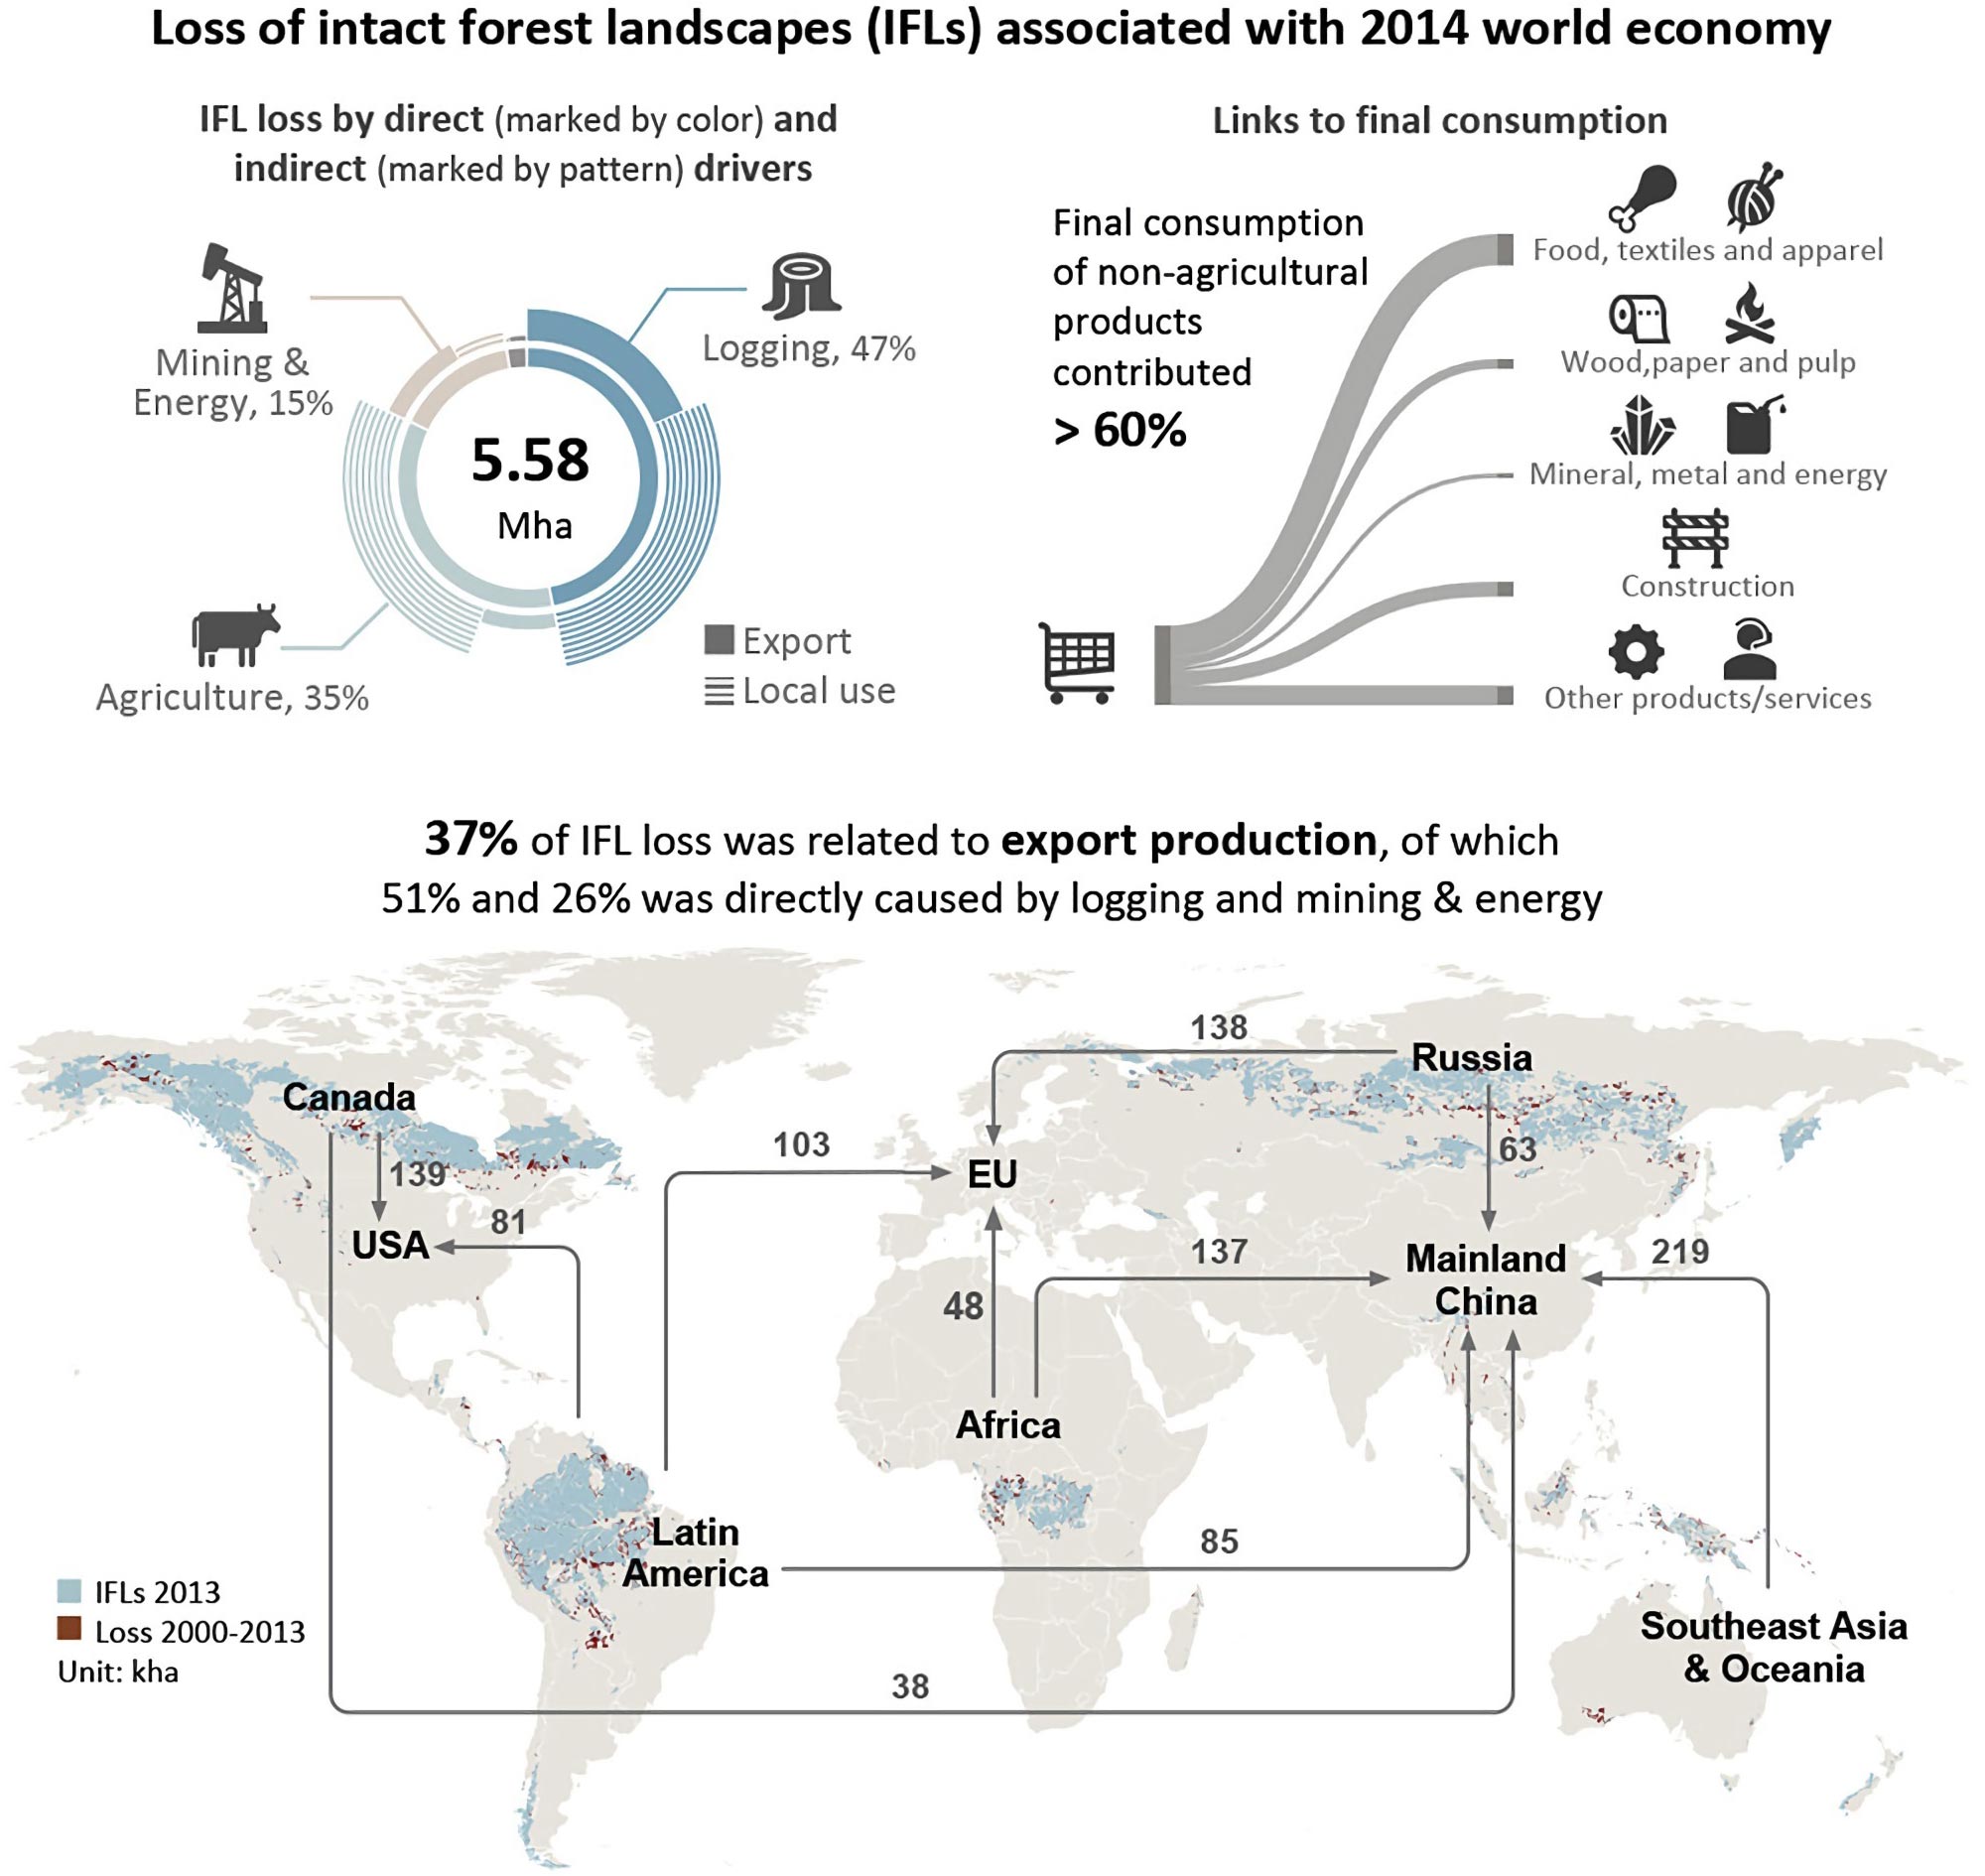 Loss of intact forest landscapes (IFLs) associated with 2014 world economy
IFL loss by direct (marked by color) and
indirect (marked by pattern) drivers
Mining &
Energy, 15%
Logging, 47%
5.58
Mha
Agriculture, 35%
Export
Local use
Links to final consumption
Final consumption
of non-agricultural
products
contributed
> 60%
Food, textiles and apparel
Wood,paper and pulp
Mineral, metal and energy
Construction
Other products/services
37% of IFL loss was related to export production, of which
51% and 26% was directly caused by logging and mining & energy
138
Russia
Canada
103
63
139
EU
81
USA
137
Mainland
China
219
48
Africa
Latin
America
85
IFLs 2013
Loss 2000-2013
Unit: kha
Southeast Asia
& Oceania
38